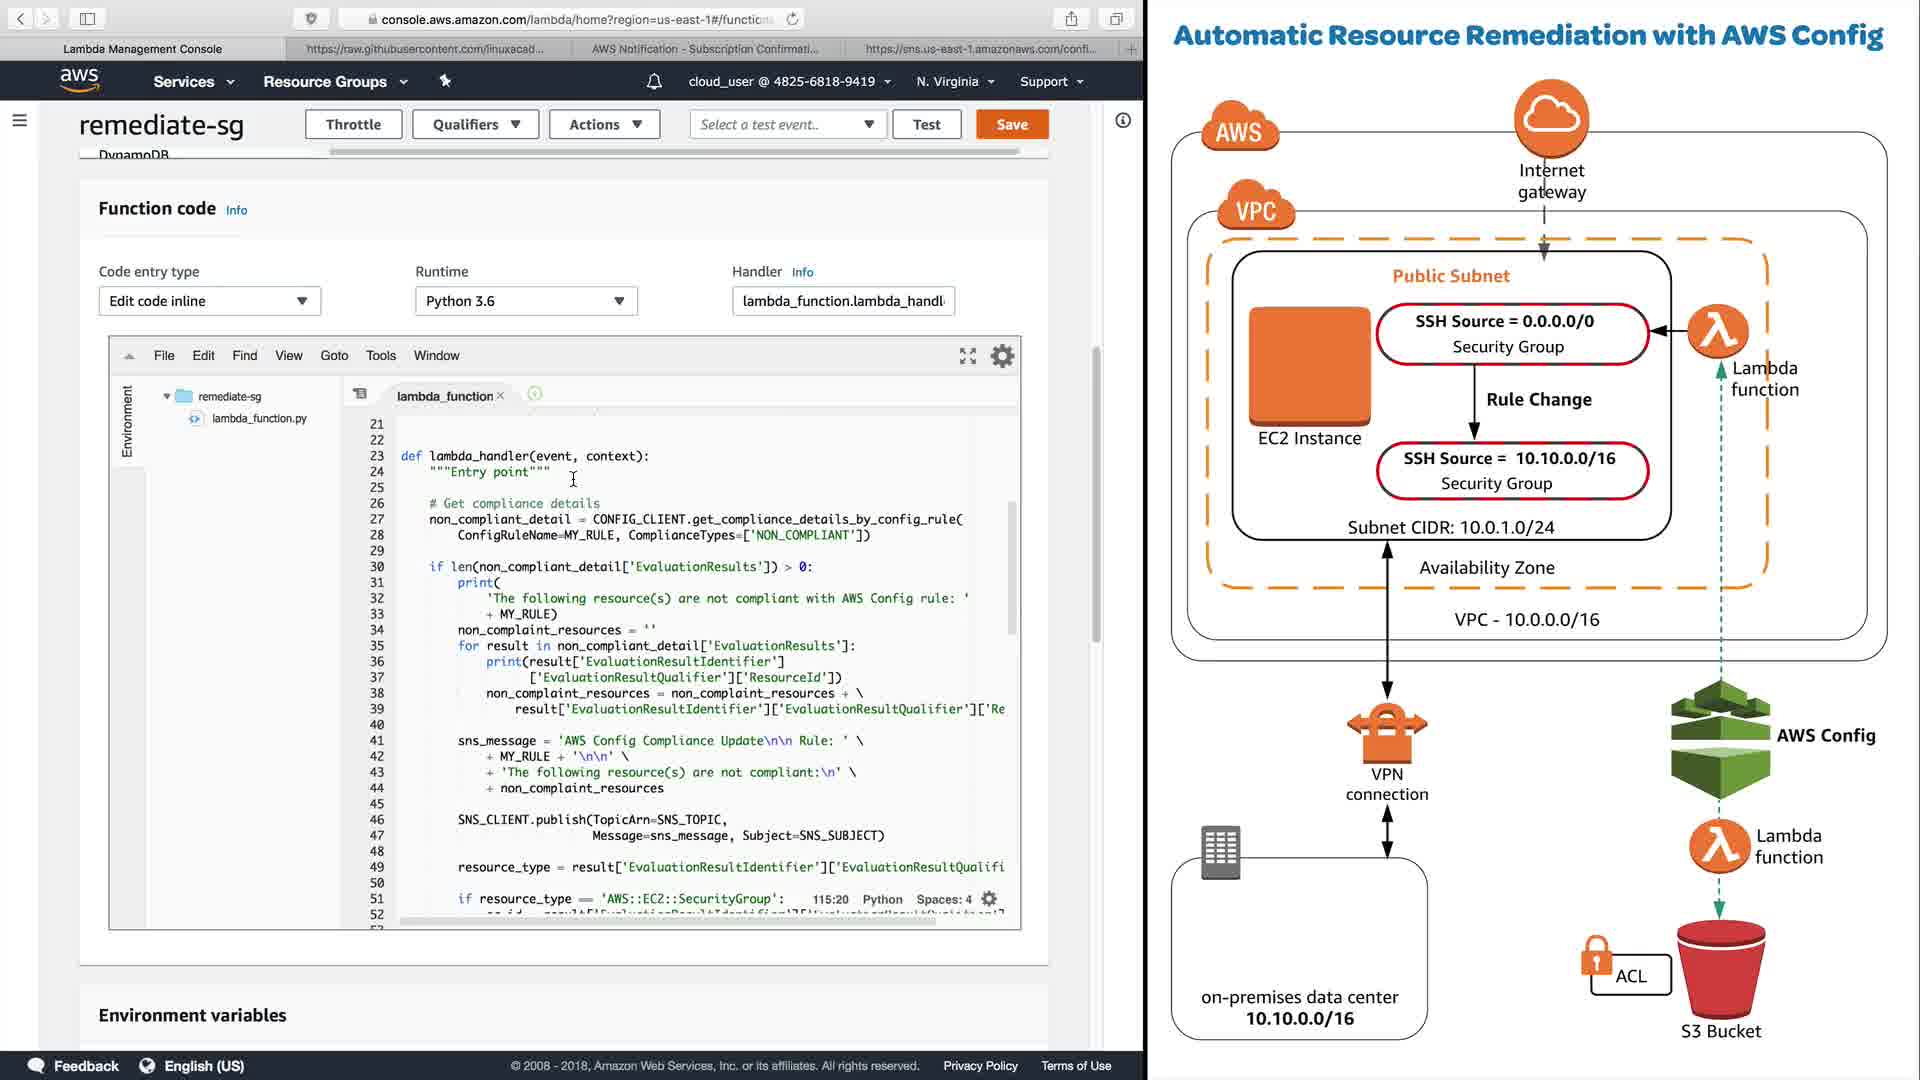 console.aws.amazon.com/lambda/home?region=us-east-1#/functio
Lambda Management Console
https://raw.githubusercontent.com/linuxacad...
AWS Notification - Subscription Confirmati...
https://sns.us-east-1.amazonaws.com/confi...
aws
Services
Resource Groups
cloud_user @ 4825-6818-9419
N. Virginia
Support
remediate-sg
Throttle
Qualifiers
Actions
Select a test event..
Test
Save
DynamoDB
Function code
Info
Code entry type
Runtime
Handler Info
Edit code inline
Python 3.6
lambda_function.lambda_handl
File Edit Find View Goto Tools Window
Environment
remediate-sg
lambda_function.py
lambda_function
21
22
23 def lambda_handler(event, context):
24 """Entry point"""
25
26 # Get compliance details
27 non_compliant_detail = CONFIG_CLIENT.get_compliance_details_by_config_rule(
28 ConfigRuleName=MY_RULE, ComplianceTypes=['NON_COMPLIANT'])
29
30 if len(non_compliant_detail['EvaluationResults']) > 0:
31 print(
32 'The following resource(s) are not compliant with AWS Config rule: '
33 + MY_RULE)
34 non_complaint_resources = ''
35 for result in non_compliant_detail['EvaluationResults']:
36 print(result['EvaluationResultIdentifier']
37 ['EvaluationResultQualifier']['ResourceId'])
38 non_complaint_resources = non_complaint_resources + \
39 result['EvaluationResultIdentifier']['EvaluationResultQualifier']['Re
40
41 sns_message = 'AWS Config Compliance Update\n\n Rule: ' \
42 + MY_RULE + '\n\n' \
43 + 'The following resource(s) are not compliant:\n' \
44 + non_complaint_resources
45
46 SNS_CLIENT.publish(TopicArn=SNS_TOPIC,
47 Message=sns_message, Subject=SNS_SUBJECT)
48
49 resource_type = result['EvaluationResultIdentifier']['EvaluationResultQualifi
50
51 if resource_type == 'AWS::EC2::SecurityGroup':
52
115:20 Python Spaces: 4
Environment variables
Feedback
English (US)
© 2008 - 2018, Amazon Web Services, Inc. or its affiliates. All rights reserved.
Privacy Policy
Terms of Use
Automatic Resource Remediation with AWS Config
AWS
Internet
gateway
VPC
Public Subnet
SSH Source = 0.0.0.0/0
Security Group
Lambda
function
Rule Change
EC2 Instance
SSH Source = 10.10.0.0/16
Security Group
Subnet CIDR: 10.0.1.0/24
Availability Zone
VPC - 10.0.0.0/16
AWS Config
VPN
connection
Lambda
function
ACL
on-premises data center
10.10.0.0/16
S3 Bucket